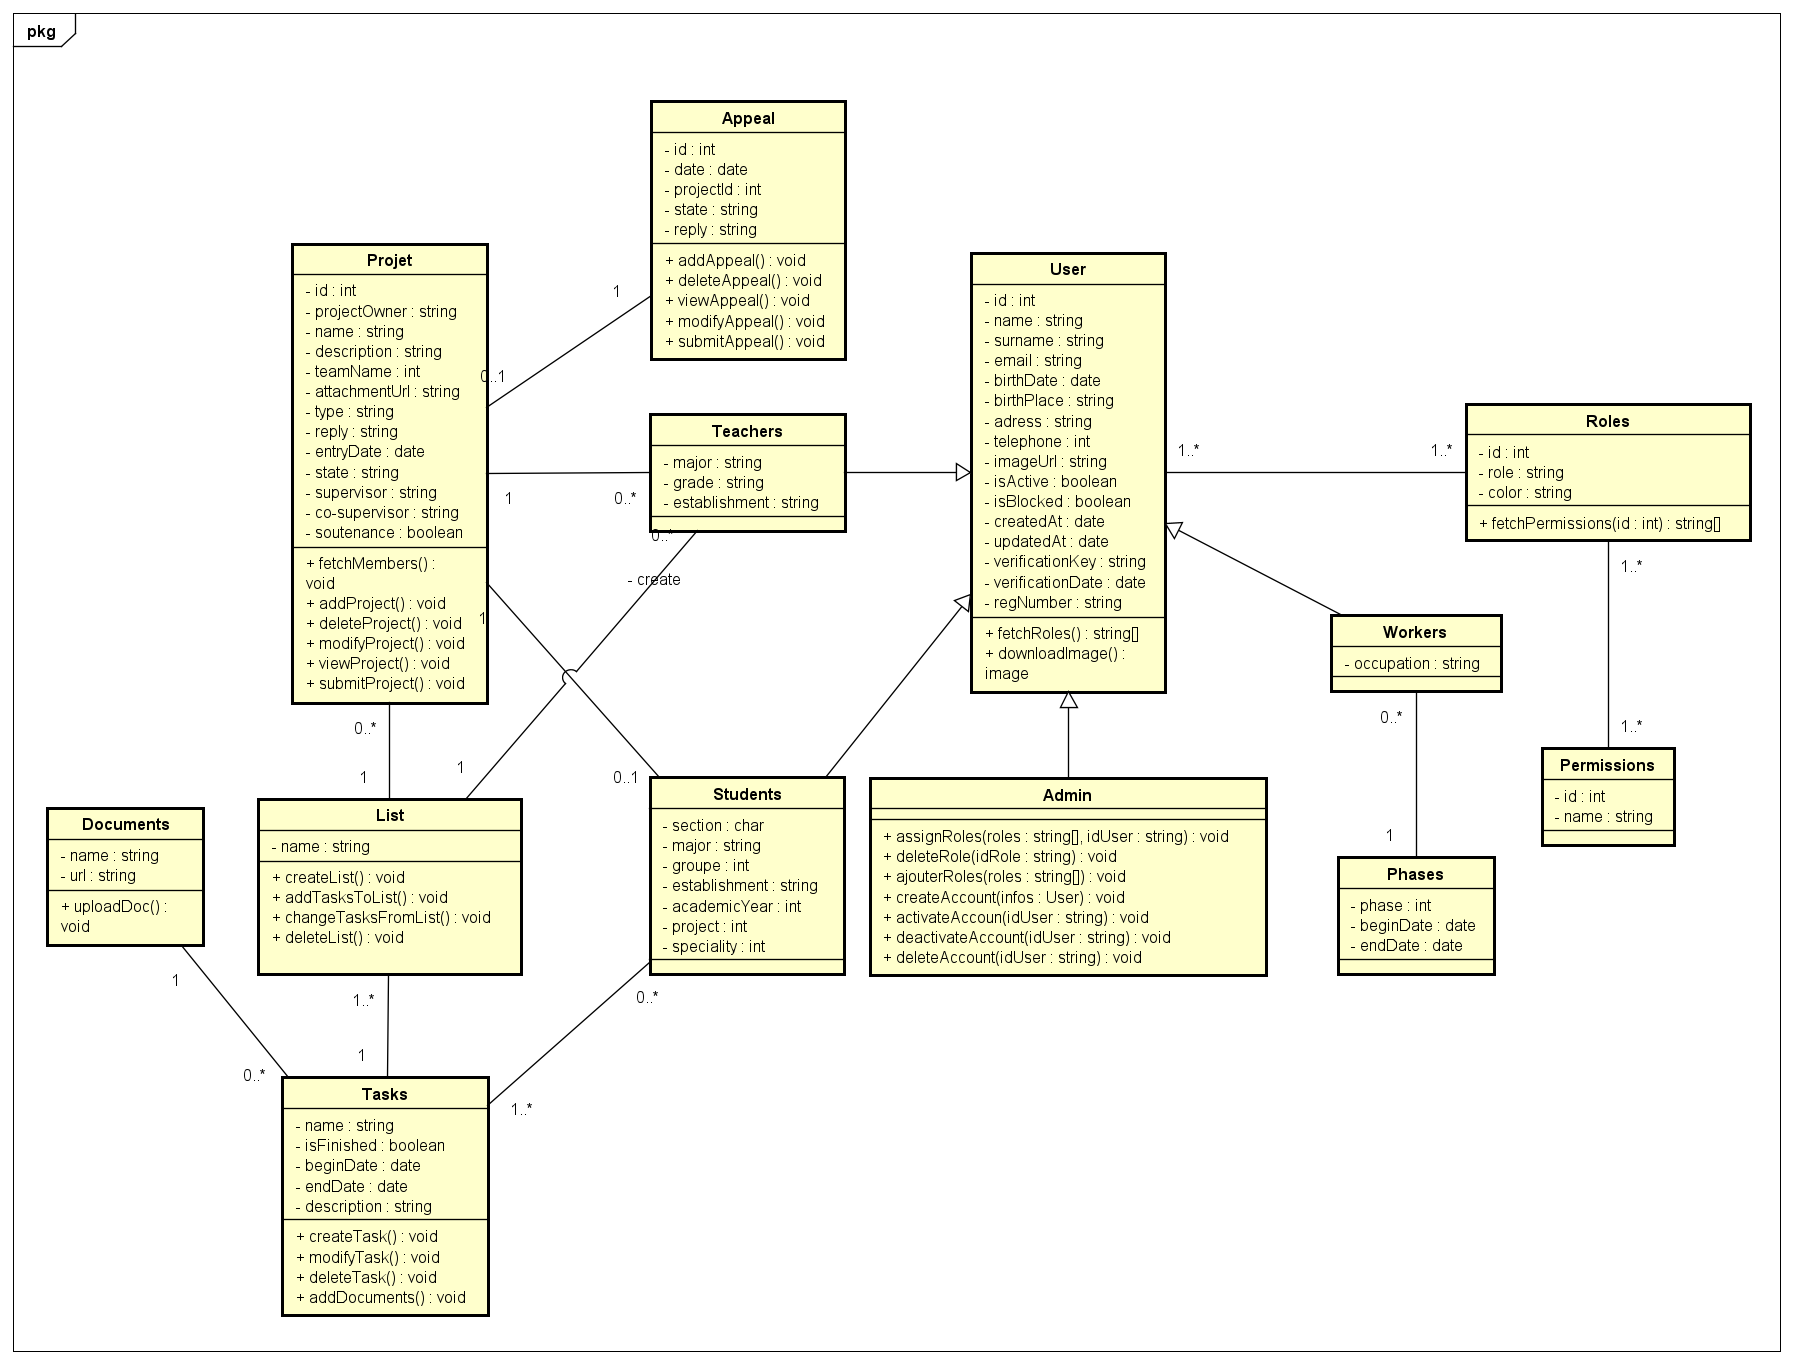 pkg
Appeal
- id : int
- date : date
- projectId : int
- state : string
- reply : string
+ addAppeal() : void
+ deleteAppeal() : void
+ viewAppeal() : void
+ modifyAppeal() : void
+ submitAppeal() : void
Projet
- id : int
- projectOwner : string
- name : string
- description : string
- teamName : int
- attachmentUrl : string
- type : string
- reply : string
- entryDate : date
- state : string
- supervisor : string
- co-supervisor : string
- soutenance : boolean
+ fetchMembers() :
void
+ addProject() : void
+ deleteProject() : void
+ modifyProject() : void
+ viewProject() : void
+ submitProject() : void
1
0..1
Teachers
- major : string
- grade : string
- establishment : string
1
0..*
0..*
- create
1
1
0..1
0..*
1
User
- id : int
- name : string
- surname : string
- email : string
- birthDate : date
- birthPlace : string
- adress : string
- telephone : int
- imageUrl : string
- isActive : boolean
- isBlocked : boolean
- createdAt : date
- updatedAt : date
- verificationKey : string
- verificationDate : date
- regNumber : string
+ fetchRoles() : string[]
+ downloadImage() :
image
1..*
1..*
Roles
- id : int
- role : string
- color : string
+ fetchPermissions(id : int) : string[]
1..*
1..*
Workers
- occupation : string
0..*
1
Permissions
- id : int
- name : string
Phases
- phase : int
- beginDate : date
- endDate : date
Documents
- name : string
- url : string
+ uploadDoc() :
void
List
- name : string
+ createList() : void
+ addTasksToList() : void
+ changeTasksFromList() : void
+ deleteList() : void
Students
- section : char
- major : string
- groupe : int
- establishment : string
- academicYear : int
- project : int
- speciality : int
Admin
+ assignRoles(roles : string[], idUser : string) : void
+ deleteRole(idRole : string) : void
+ ajouterRoles(roles : string[]) : void
+ createAccount(infos : User) : void
+ activateAccoun(idUser : string) : void
+ deactivateAccount(idUser : string) : void
+ deleteAccount(idUser : string) : void
1
0..*
1..*
1
0..*
1..*
Tasks
- name : string
- isFinished : boolean
- beginDate : date
- endDate : date
- description : string
+ createTask() : void
+ modifyTask() : void
+ deleteTask() : void
+ addDocuments() : void